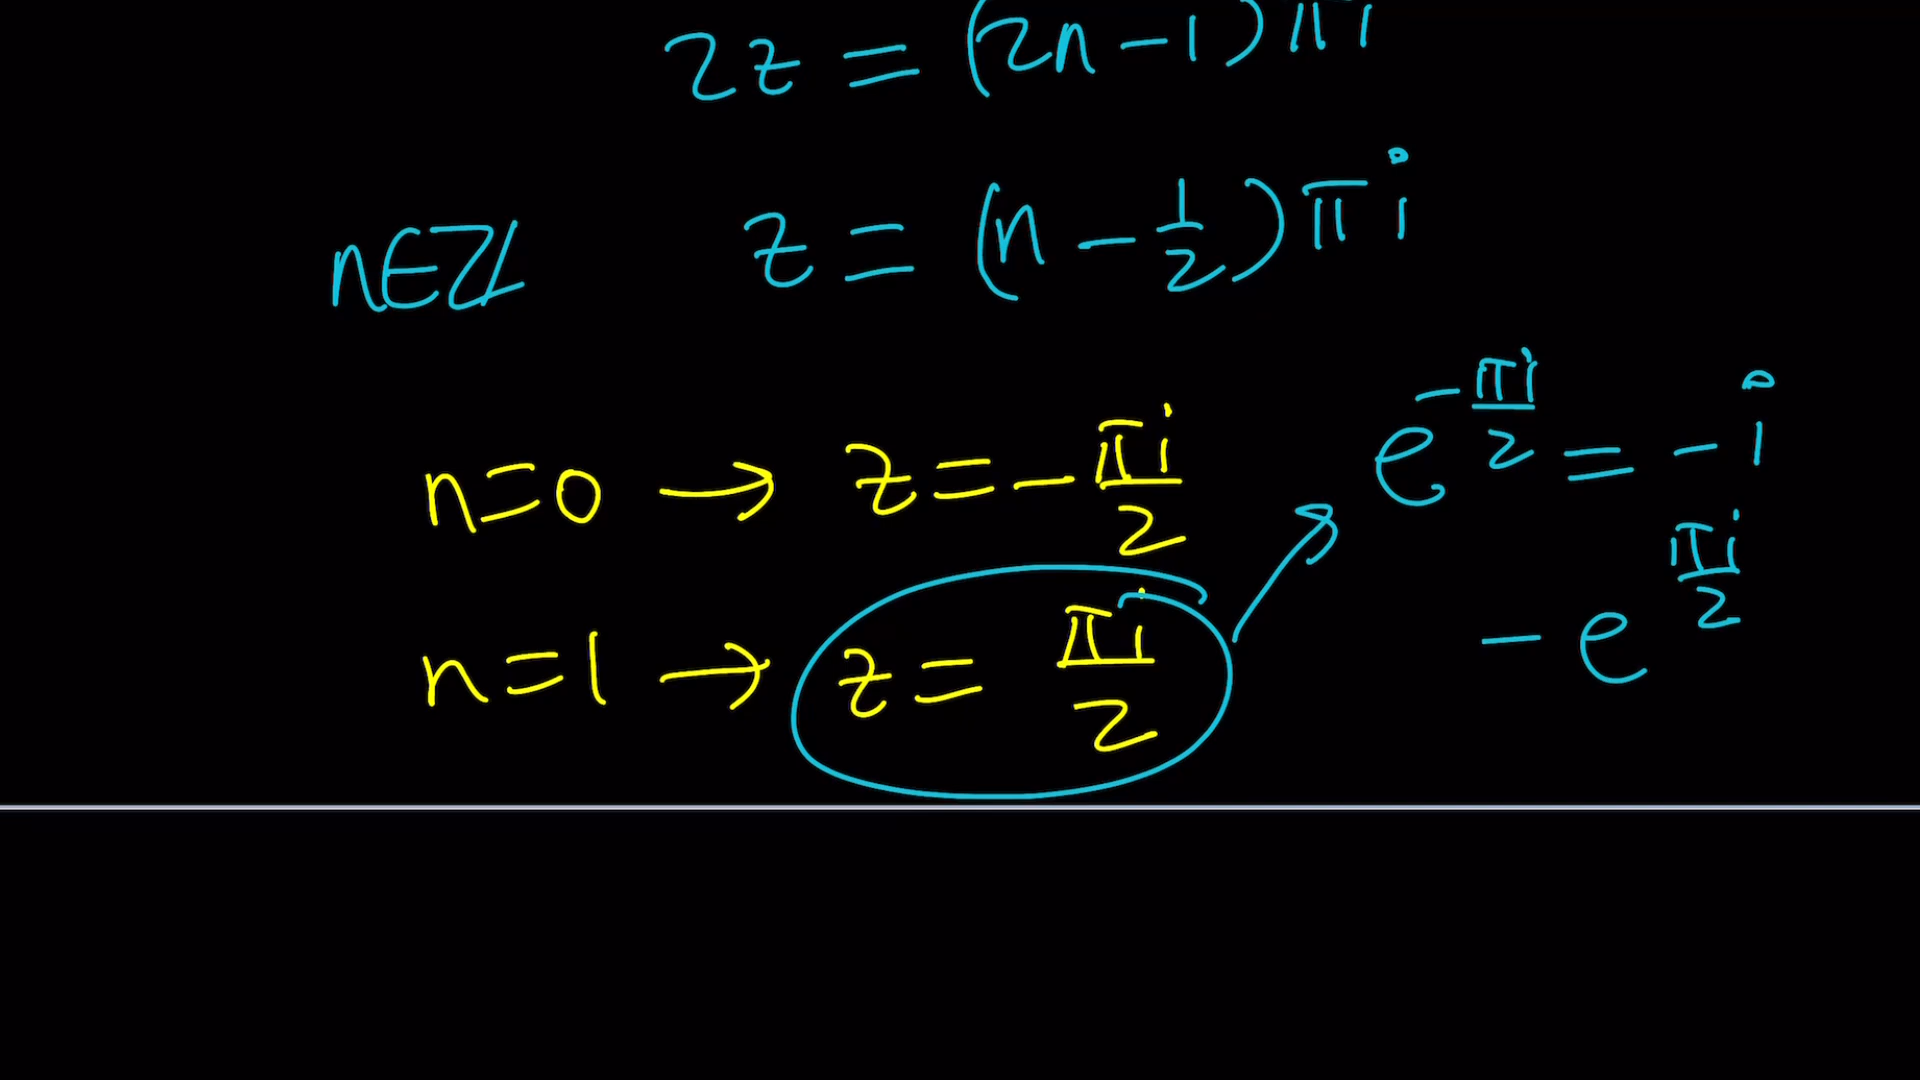 2z = (2n - 1)πi
n∈ℤ z = (n - 1/2)πi
n=0 → z = - πi/2
e^(-πi/2) = - i
n=1 → z = πi/2
- e^(πi/2)